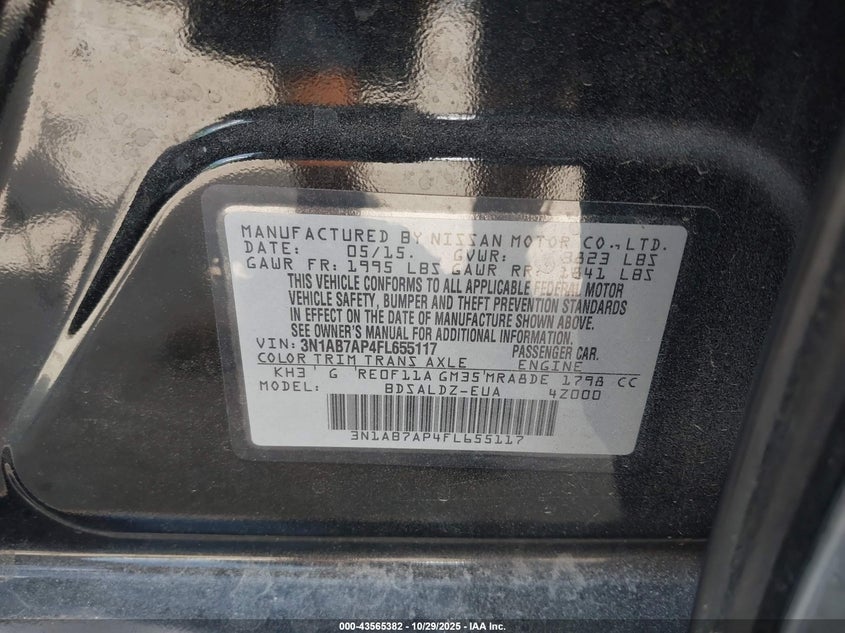 MANUFACTURED BY NISSAN MOTOR CO.,LTD.
DATE: 05/15. GVWR: 3823 LBS
GAWR FR: 1995 LBS GAWR RR: 1841 LBS
THIS VEHICLE CONFORMS TO ALL APPLICABLE FEDERAL MOTOR
VEHICLE SAFETY, BUMPER AND THEFT PREVENTION STANDARDS
IN EFFECT ON THE DATE OF MANUFACTURE SHOWN ABOVE.
SEE OWNER'S MANUAL FOR ADDITIONAL INFORMATION.
VIN: 3N1AB7AP4FL655117 PASSENGER CAR.
COLOR TRIM TRANS AXLE ENGINE
KH3 G RE0F11A GM35 MRA8DE 1798 CC
MODEL: BDSALDZ-EUA 4Z000
3N1AB7AP4FL655117
000-43565382 | 10/29/2025 - IAA Inc.